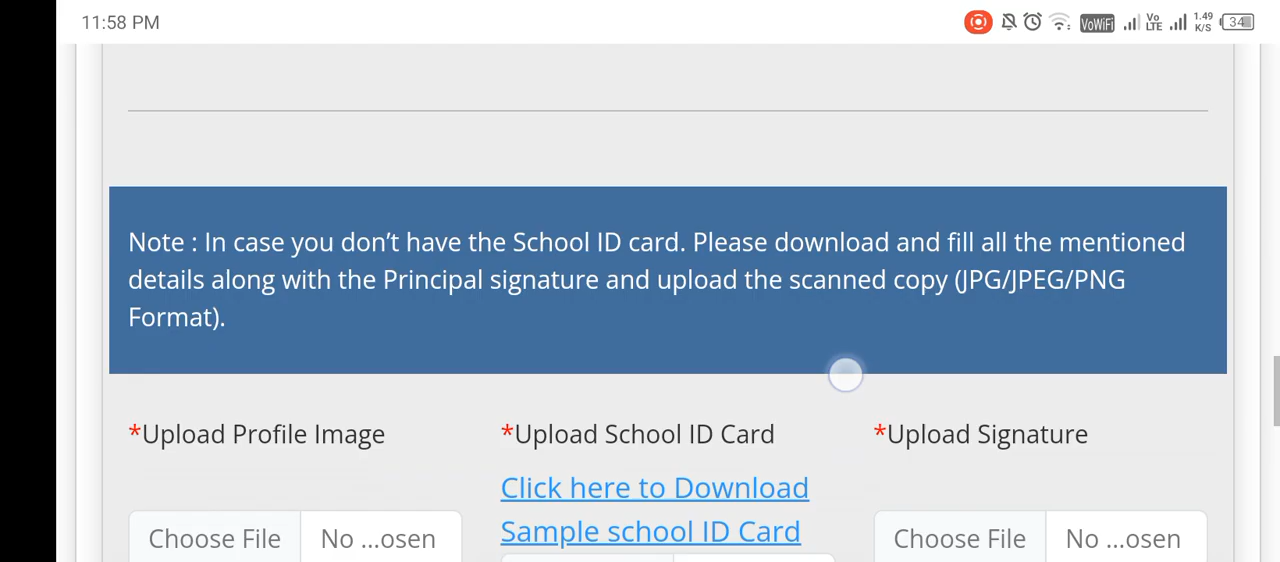 11:58 PM
VoWiFi
Vo
LTE
1.49
K/S
34
Note : In case you don’t have the School ID card. Please download and fill all the mentioned
details along with the Principal signature and upload the scanned copy (JPG/JPEG/PNG
Format).
*Upload Profile Image
*Upload School ID Card
*Upload Signature
Click here to Download
Sample school ID Card
Choose File
No ...osen
Choose File
No ...osen